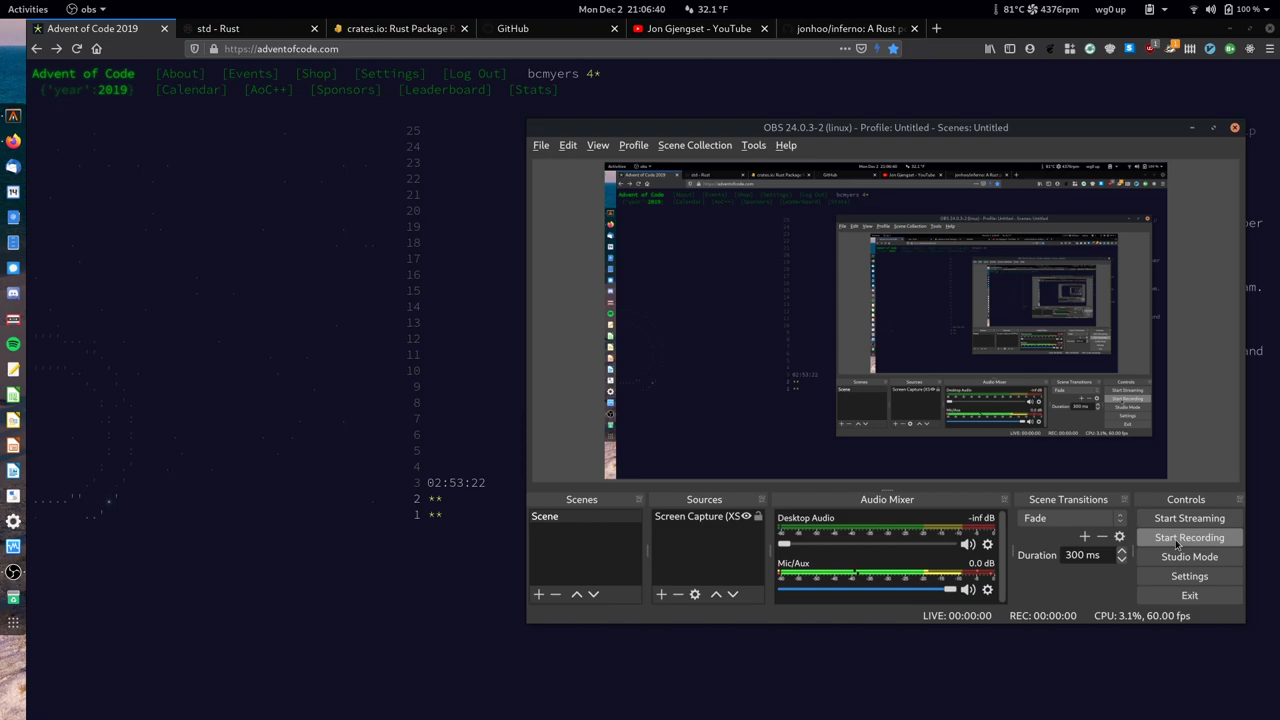 Activities obs Mon Dec 2 21:06:40 32.1 °F 81°C 4376rpm wg0 up 100 %
Advent of Code 2019 std - Rust crates.io: Rust Package R GitHub Jon Gjengset - YouTube jonhoo/inferno: A Rust po
https://adventofcode.com
Advent of Code [About] [Events] [Shop] [Settings] [Log Out] bcmyers 4*
{'year':2019} [Calendar] [AoC++] [Sponsors] [Leaderboard] [Stats]
25
24
23
22
21
20
19
18
17
16
15
14
13
12
11
10
9
8
7
6
5
4
3 02:53:22
2 **
1 **
OBS 24.0.3-2 (linux) - Profile: Untitled - Scenes: Untitled
File Edit View Profile Scene Collection Tools Help
Scenes Sources Audio Mixer Scene Transitions Controls
Scene Screen Capture (XS Desktop Audio -inf dB Fade Start Streaming
Start Recording
Mic/Aux 0.0 dB Duration 300 ms Studio Mode
Settings
Exit
LIVE: 00:00:00 REC: 00:00:00 CPU: 3.1%, 60.00 fps